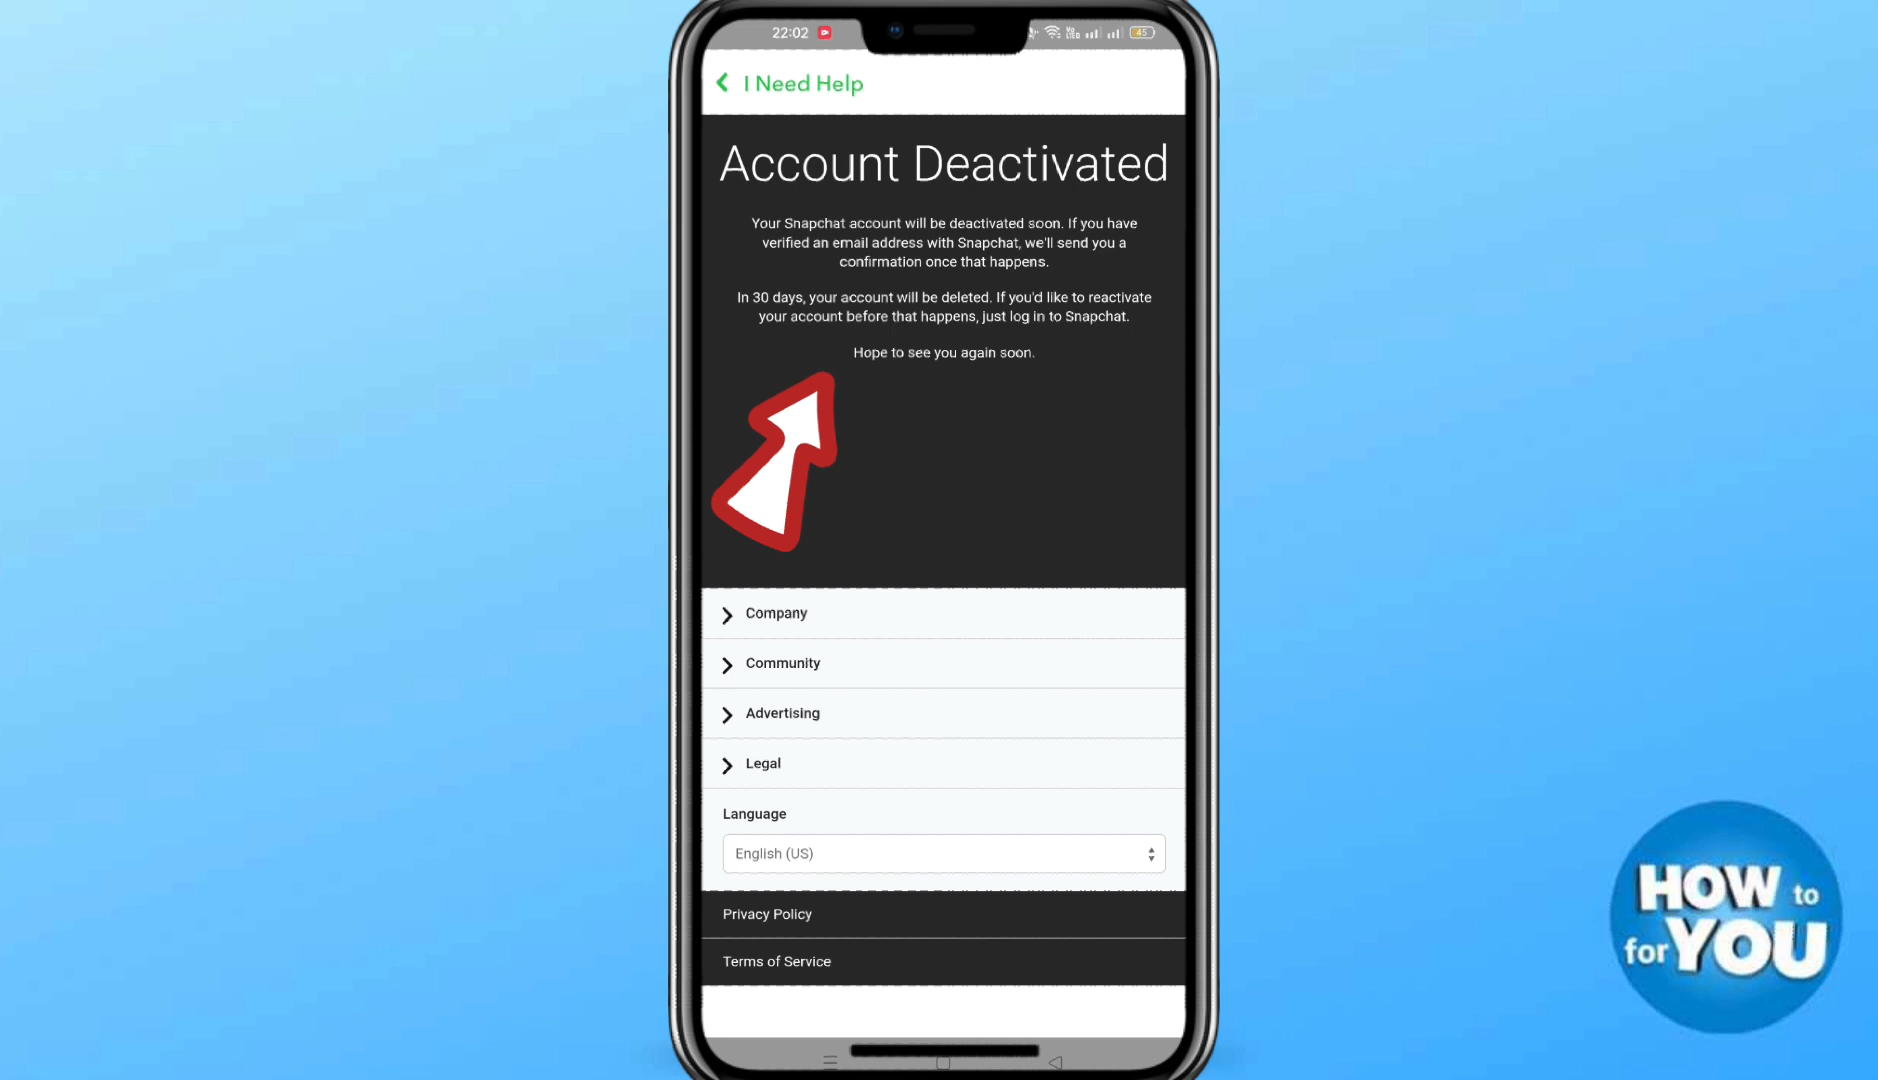 22:02
45
I Need Help
Account Deactivated
Your Snapchat account will be deactivated soon. If you have
verified an email address with Snapchat, we'll send you a
confirmation once that happens.
In 30 days, your account will be deleted. If you'd like to reactivate
your account before that happens, just log in to Snapchat.
Hope to see you again soon.
Company
Community
Advertising
Legal
Language
English (US)
Privacy Policy
Terms of Service
HOW to
for YOU